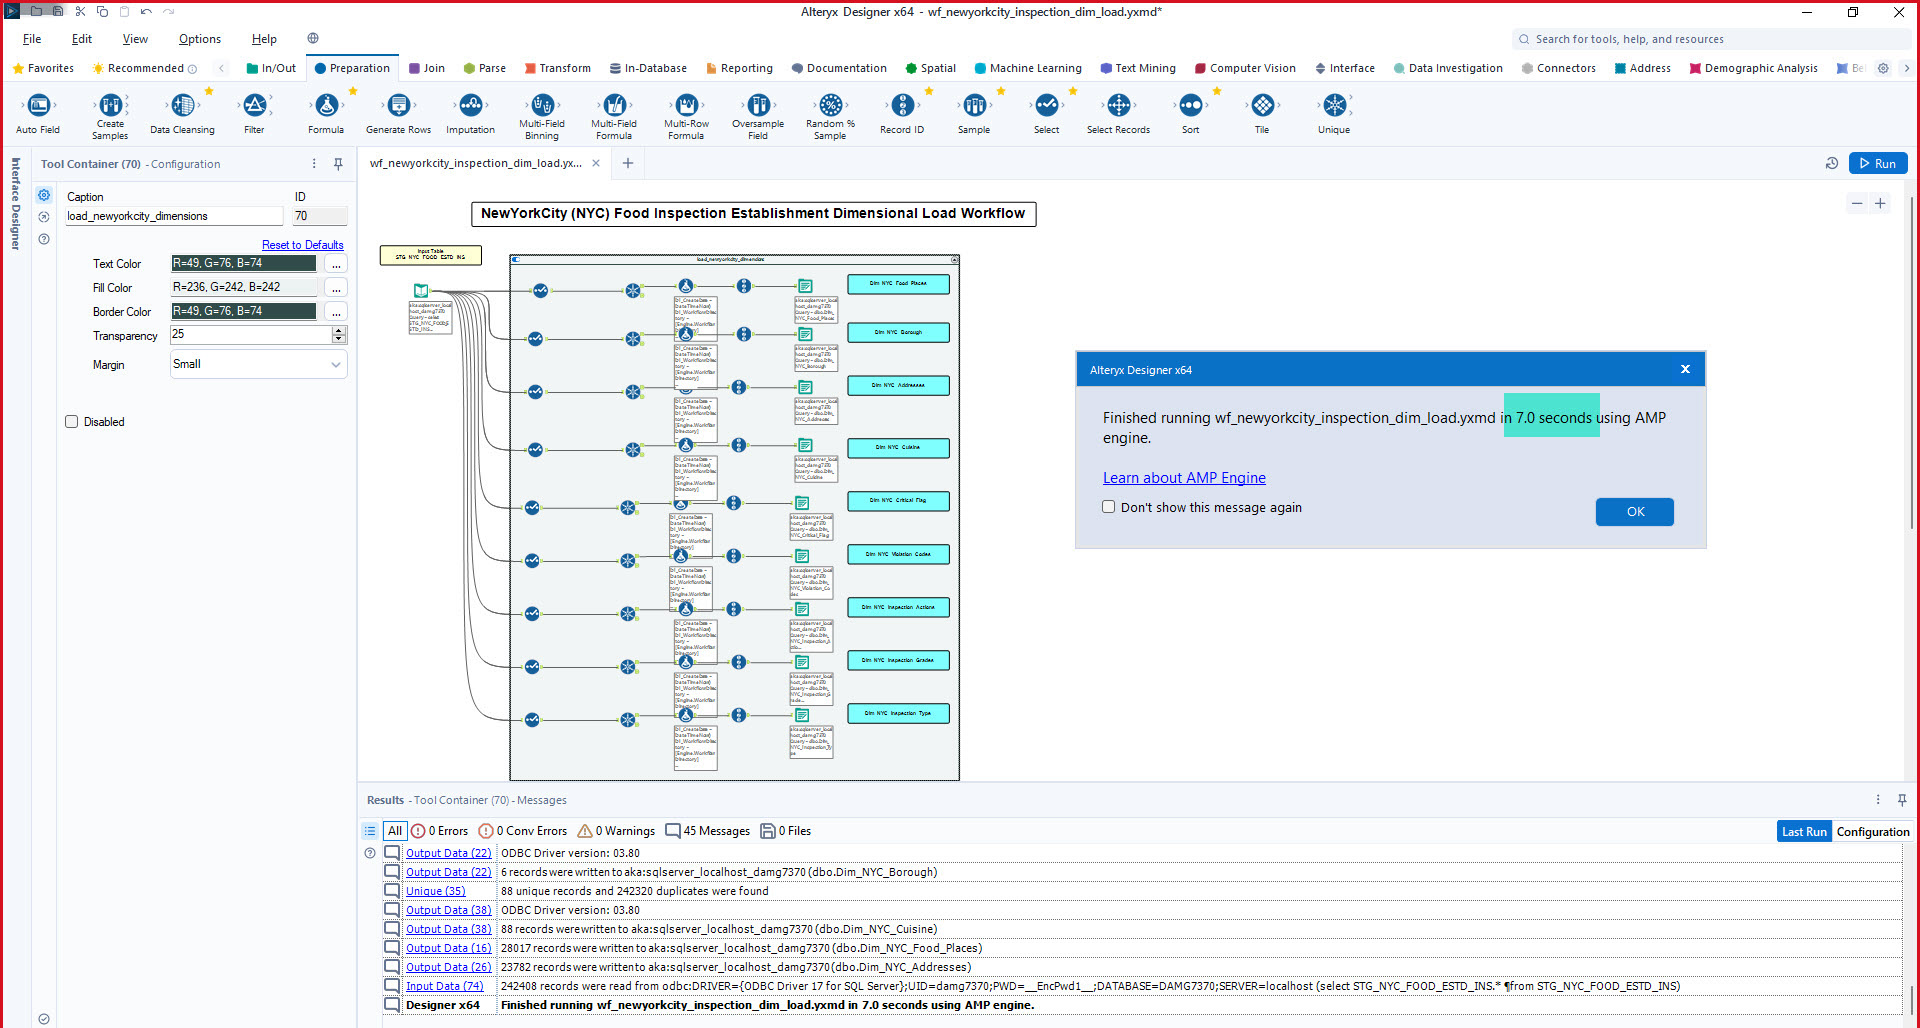 Alteryx Designer x64 - wf_newyorkcity_inspection_dim_load.yxmd*
File Edit View Options Help
Search for tools, help, and resources
Favorites Recommended In/Out Preparation Join Parse Transform In-Database Reporting Documentation Spatial Machine Learning Text Mining Computer Vision Interface Data Investigation Connectors Address Demographic Analysis Be
Auto Field
Create Samples
Data Cleansing
Filter
Formula
Generate Rows
Imputation
Multi-Field Binning
Multi-Field Formula
Multi-Row Formula
Oversample Field
Random % Sample
Record ID
Sample
Select
Select Records
Sort
Tile
Unique
Interface Designer
Tool Container (70) - Configuration
Caption ID
load_newyorkcity_dimensions 70
Reset to Defaults
Text Color R=49, G=76, B=74 ...
Fill Color R=236, G=242, B=242 ...
Border Color R=49, G=76, B=74 ...
Transparency 25
Margin Small
Disabled
wf_newyorkcity_inspection_dim_load.yx...
Run
NewYorkCity (NYC) Food Inspection Establishment Dimensional Load Workflow
Input Table
STG NYC FOOD ESTD INS
load_newyorkcity_dimensions
Dim NYC Food Places
Dim NYC Borough
Dim NYC Addresses
Dim NYC Cuisine
Dim NYC Critical Flag
Dim NYC Violation Codes
Dim NYC Inspection Actions
Dim NYC Inspection Grades
Dim NYC Inspection Type
Alteryx Designer x64
Finished running wf_newyorkcity_inspection_dim_load.yxmd in 7.0 seconds using AMP
engine.
Learn about AMP Engine
Don't show this message again
OK
Results - Tool Container (70) - Messages
All 0 Errors 0 Conv Errors 0 Warnings 45 Messages 0 Files
Last Run Configuration
Output Data (22) ODBC Driver version: 03.80
Output Data (22) 6 records were written to aka:sqlserver_localhost_damg7370 (dbo.Dim_NYC_Borough)
Unique (35) 88 unique records and 242320 duplicates were found
Output Data (38) ODBC Driver version: 03.80
Output Data (38) 88 records were written to aka:sqlserver_localhost_damg7370 (dbo.Dim_NYC_Cuisine)
Output Data (16) 28017 records were written to aka:sqlserver_localhost_damg7370 (dbo.Dim_NYC_Food_Places)
Output Data (26) 23782 records were written to aka:sqlserver_localhost_damg7370 (dbo.Dim_NYC_Addresses)
Input Data (74) 242408 records were read from odbc:DRIVER={ODBC Driver 17 for SQL Server};UID=damg7370;PWD=__EncPwd1__;DATABASE=DAMG7370;SERVER=localhost (select STG_NYC_FOOD_ESTD_INS.* ¶from STG_NYC_FOOD_ESTD_INS)
Designer x64 Finished running wf_newyorkcity_inspection_dim_load.yxmd in 7.0 seconds using AMP engine.